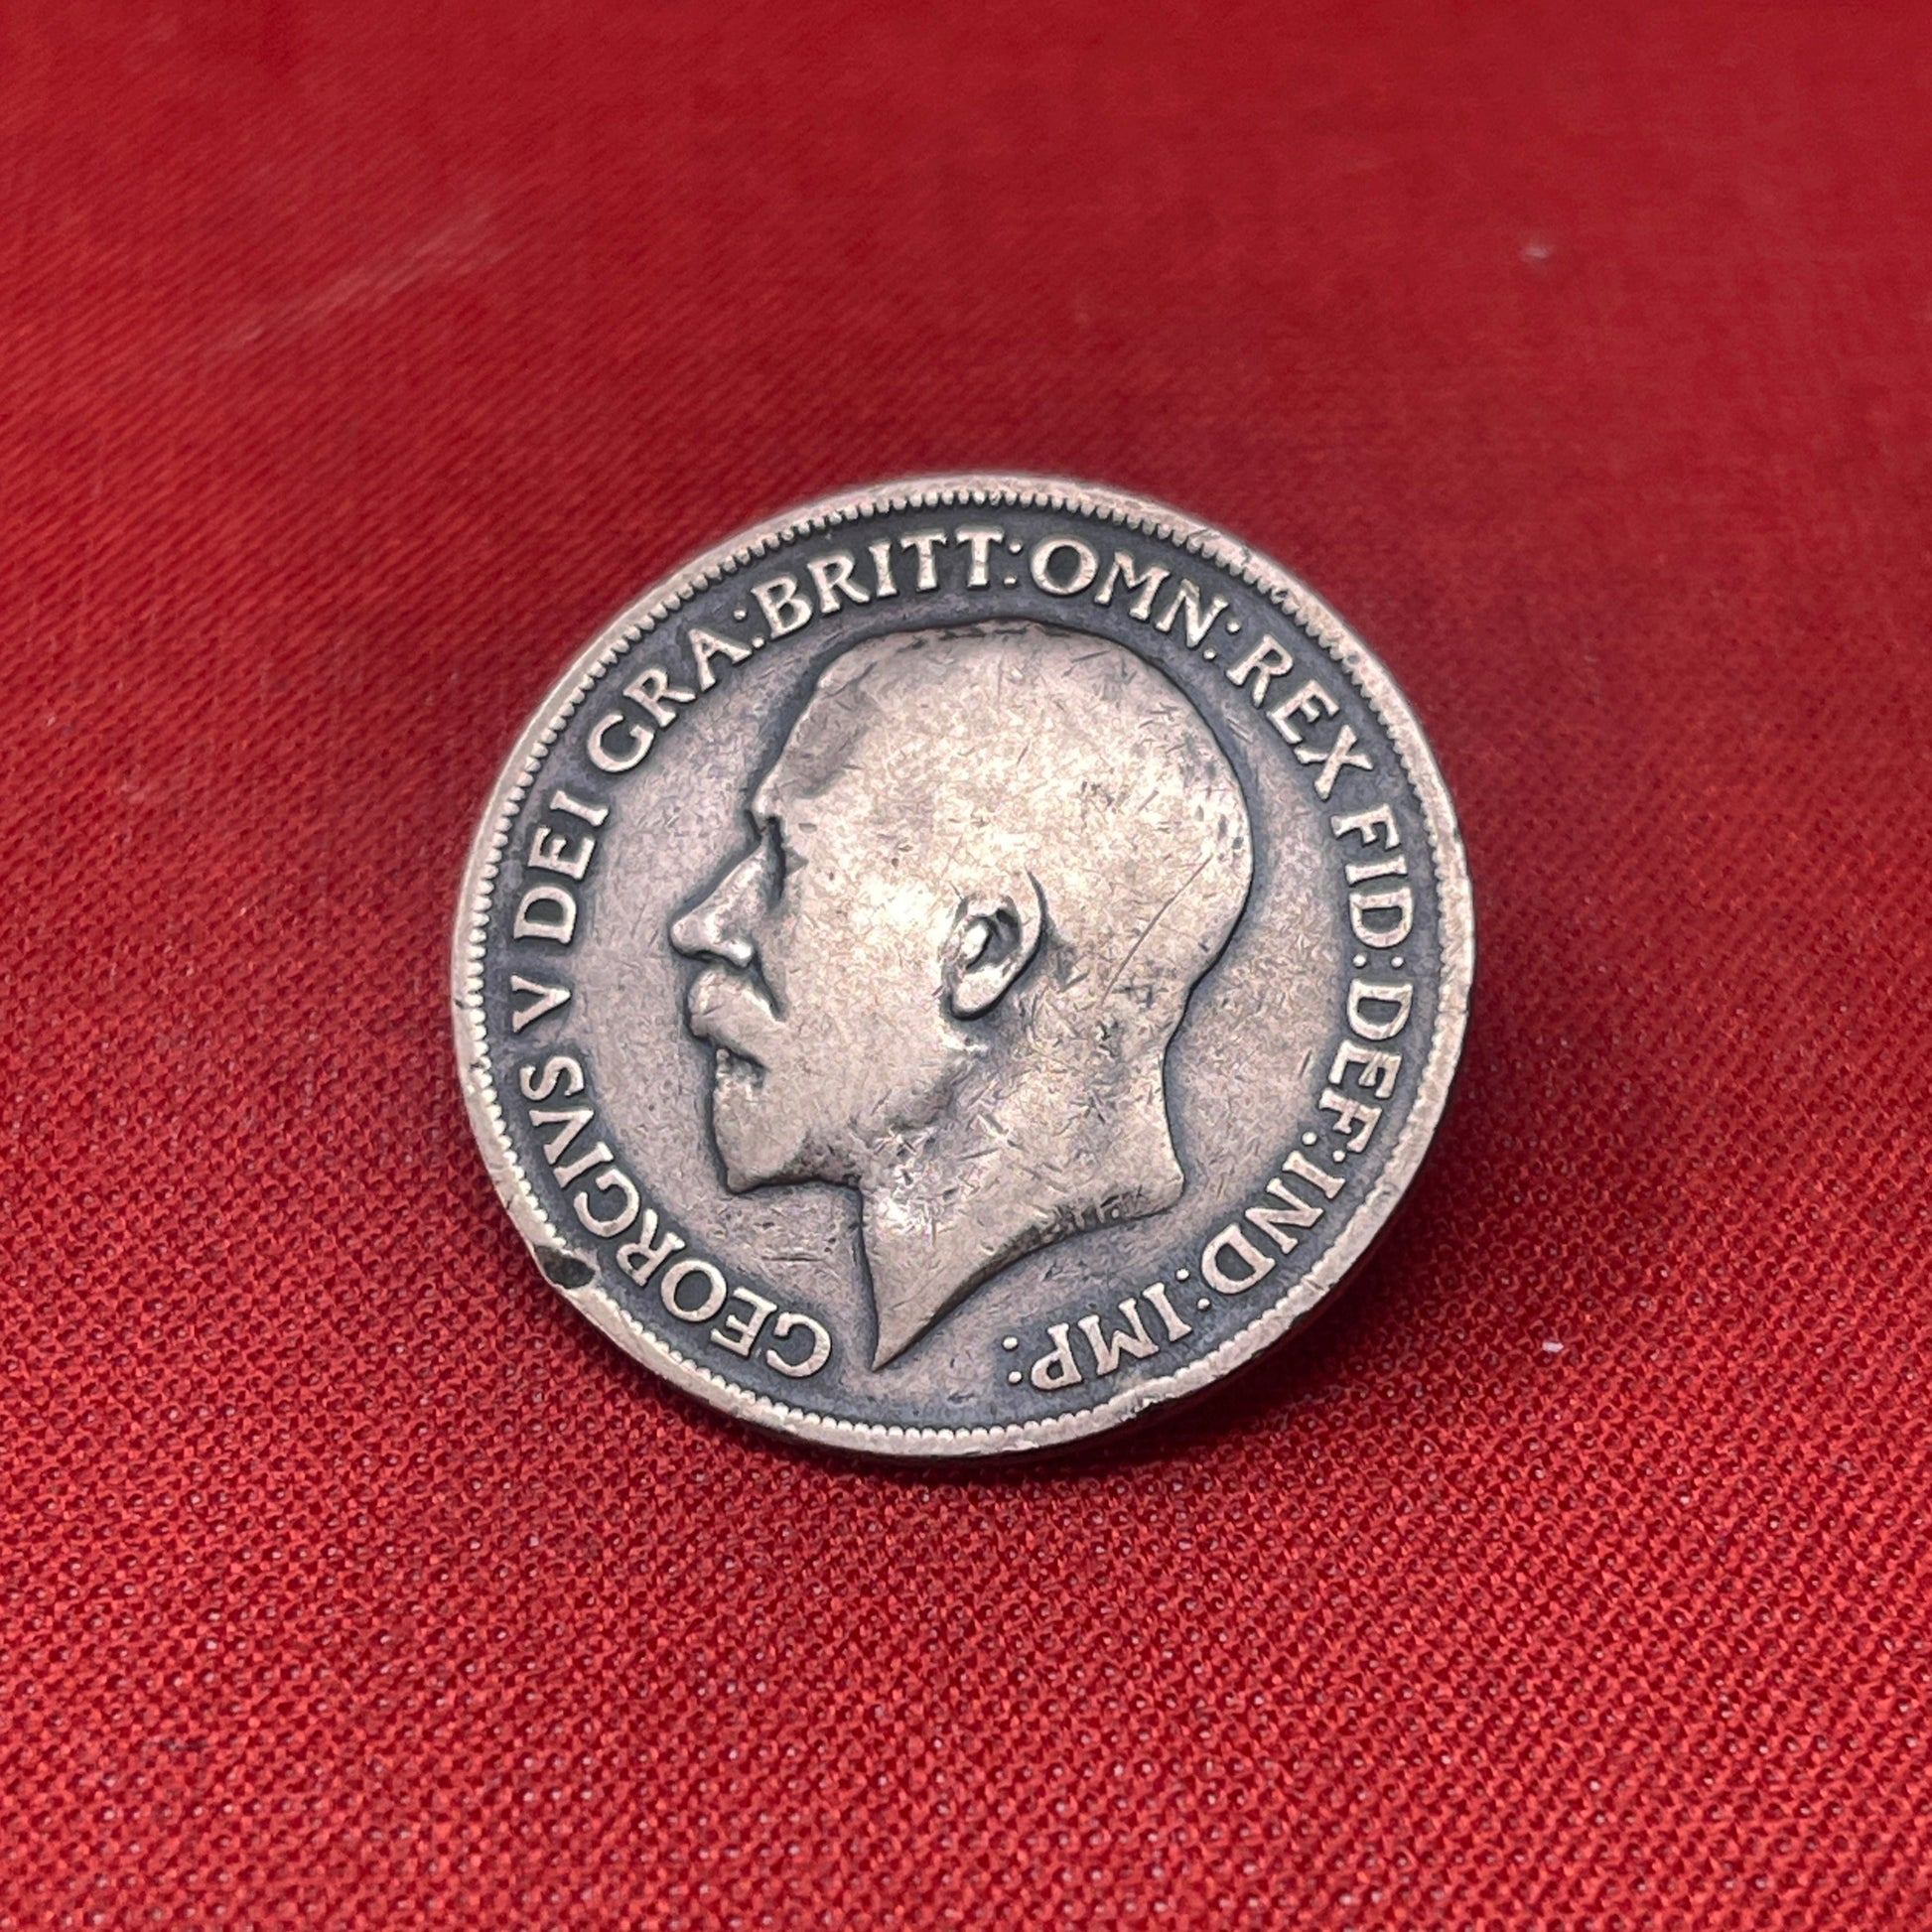 GEORGIVS V DEI GRA:BRITT:OMN:REX FID:DEF:IND:IMP: